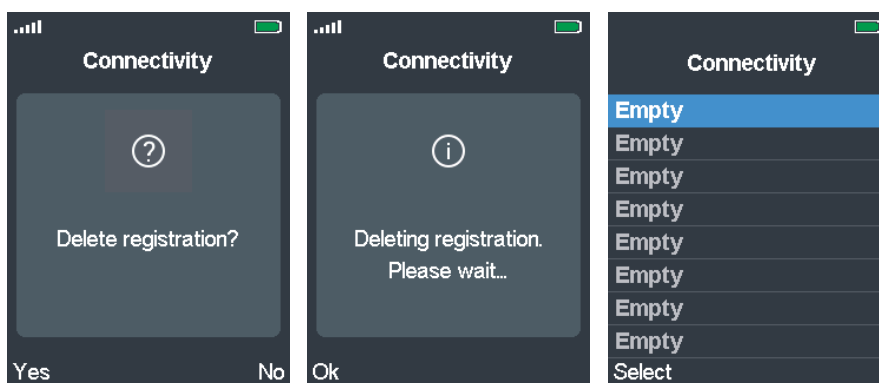 Connectivity
Delete registration?
Yes No
Connectivity
Deleting registration.
Please wait...
Ok
Connectivity
Empty
Empty
Empty
Empty
Empty
Empty
Empty
Empty
Select